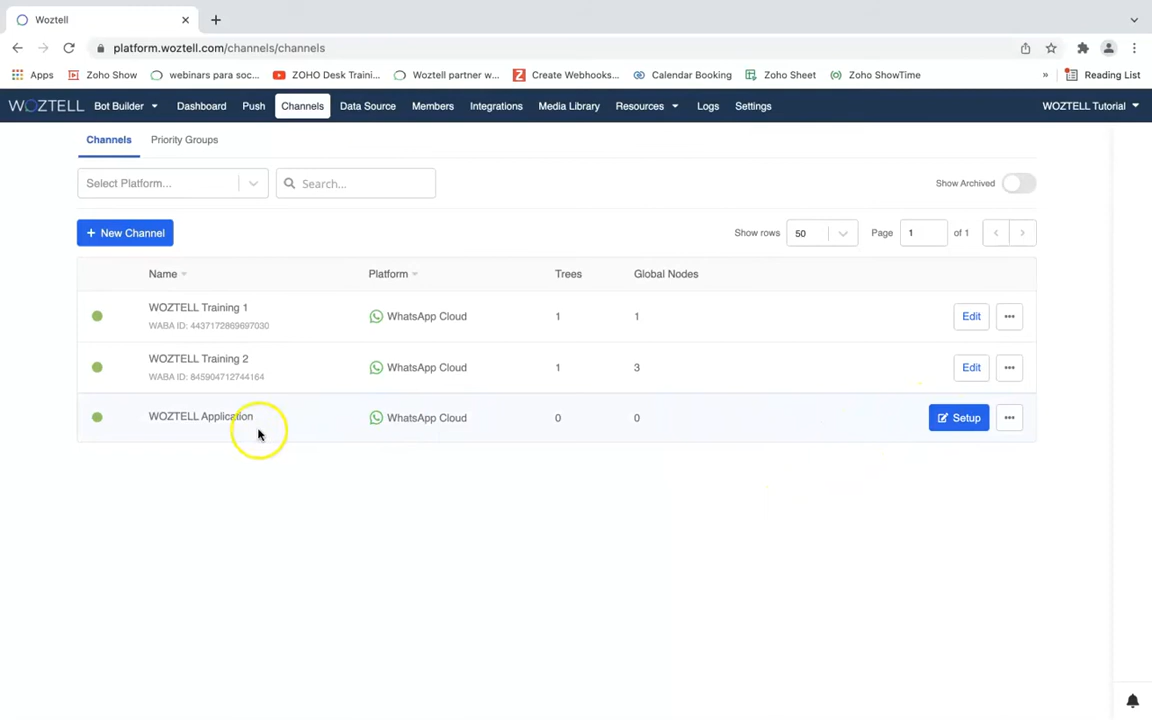 Woztell
platform.woztell.com/channels/channels
Apps Zoho Show webinars para soc... ZOHO Desk Traini... Woztell partner w... Create Webhooks... Calendar Booking Zoho Sheet Zoho ShowTime » Reading List
WOZTELL Bot Builder Dashboard Push Channels Data Source Members Integrations Media Library Resources Logs Settings WOZTELL Tutorial
Channels Priority Groups
Select Platform... Search... Show Archived
+ New Channel Show rows 50 Page 1 of 1
Name Platform Trees Global Nodes
WOZTELL Training 1 WhatsApp Cloud 1 1 Edit
WABA ID: 4437172869697030
WOZTELL Training 2 WhatsApp Cloud 1 3 Edit
WABA ID: 845904712744164
WOZTELL Application WhatsApp Cloud 0 0 Setup